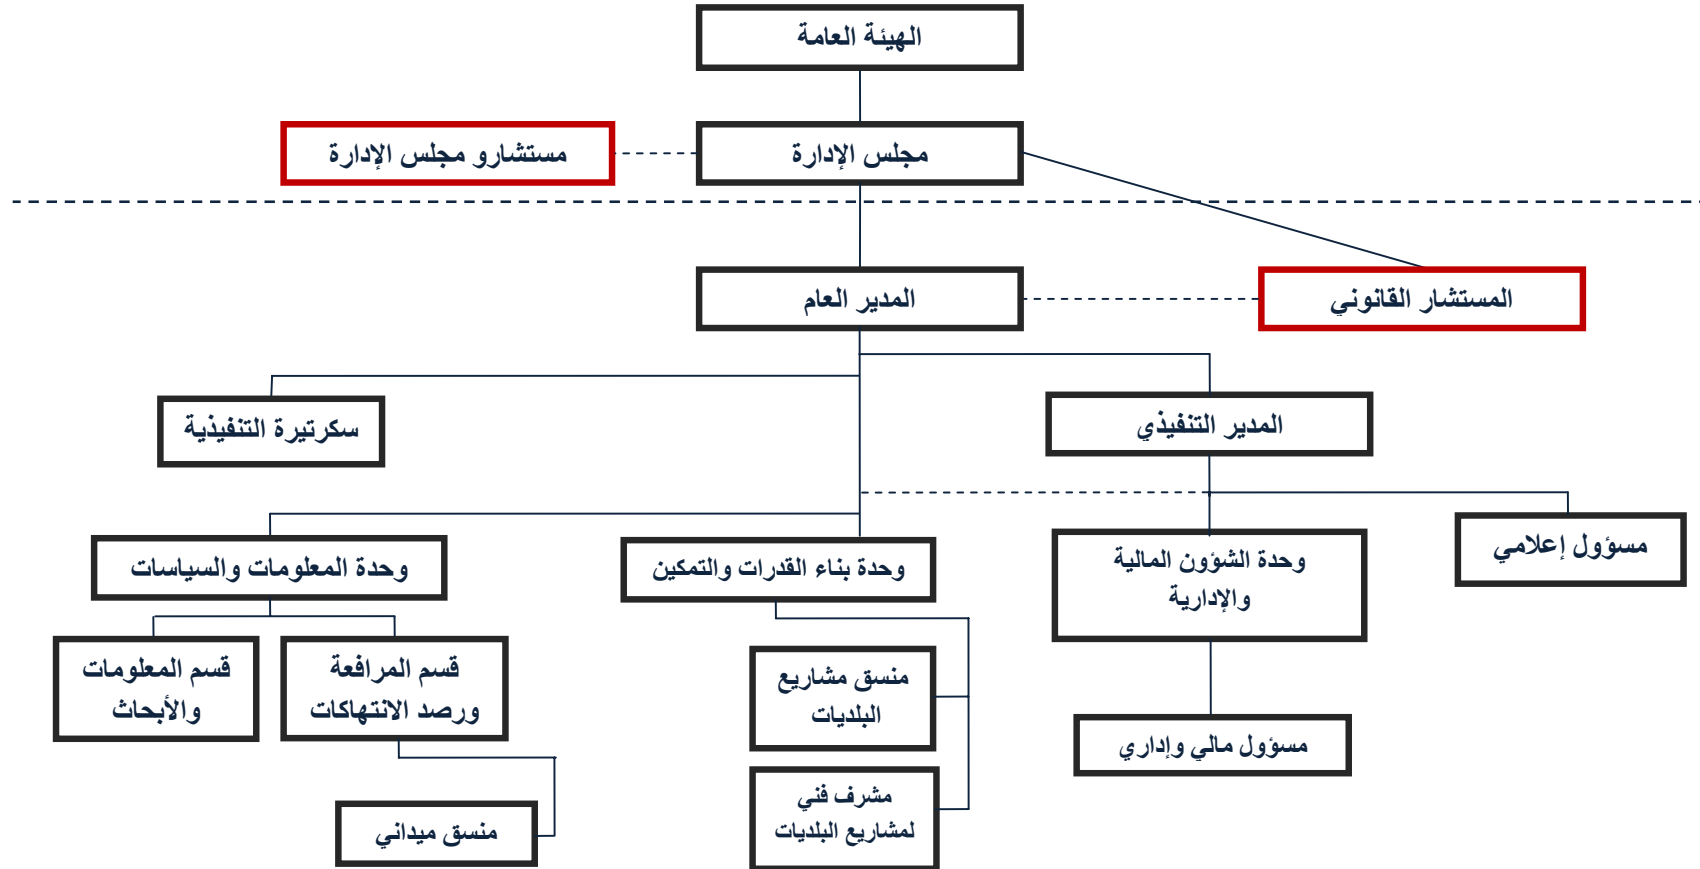 الهيئة العامة
مجلس الإدارة
مستشارو مجلس الإدارة
المدير العام
المستشار القانوني
المدير التنفيذي
سكرتيرة التنفيذية
مسؤول إعلامي
وحدة الشؤون المالية
والإدارية
وحدة بناء القدرات والتمكين
وحدة المعلومات والسياسات
منسق مشاريع
البلديات
قسم المرافعة
ورصد الانتهاكات
قسم المعلومات
والأبحاث
مسؤول مالي وإداري
مشرف فني
لمشاريع البلديات
منسق ميداني